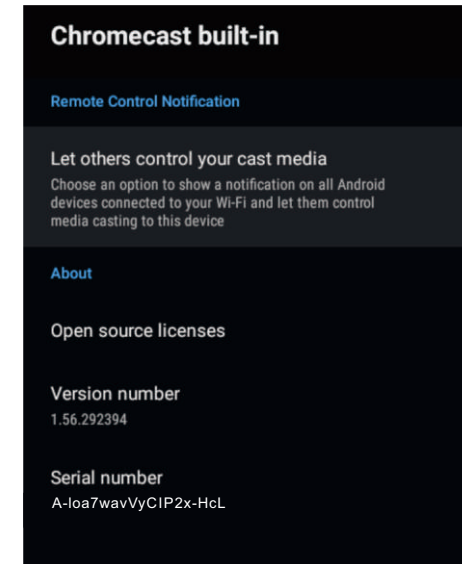 Chromecast built-in
Remote Control Notification
Let others control your cast media
Choose an option to show a notification on all Android
devices connected to your Wi-Fi and let them control
media casting to this device
About
Open source licenses
Version number
1.56.292394
Serial number
A-loa7wavVyCIP2x-HcL